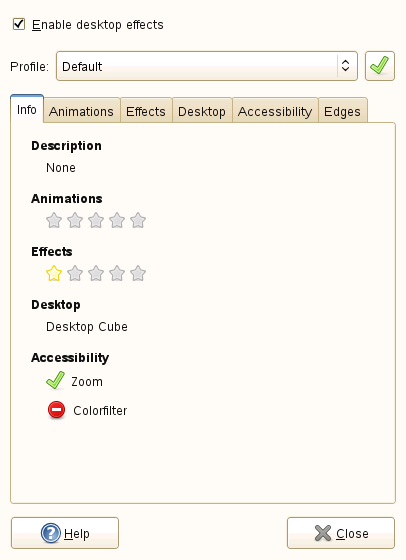 Enable desktop effects
Profile: Default
Info Animations Effects Desktop Accessibility Edges
Description
None
Animations
Effects
Desktop
Desktop Cube
Accessibility
Zoom
Colorfilter
Help Close